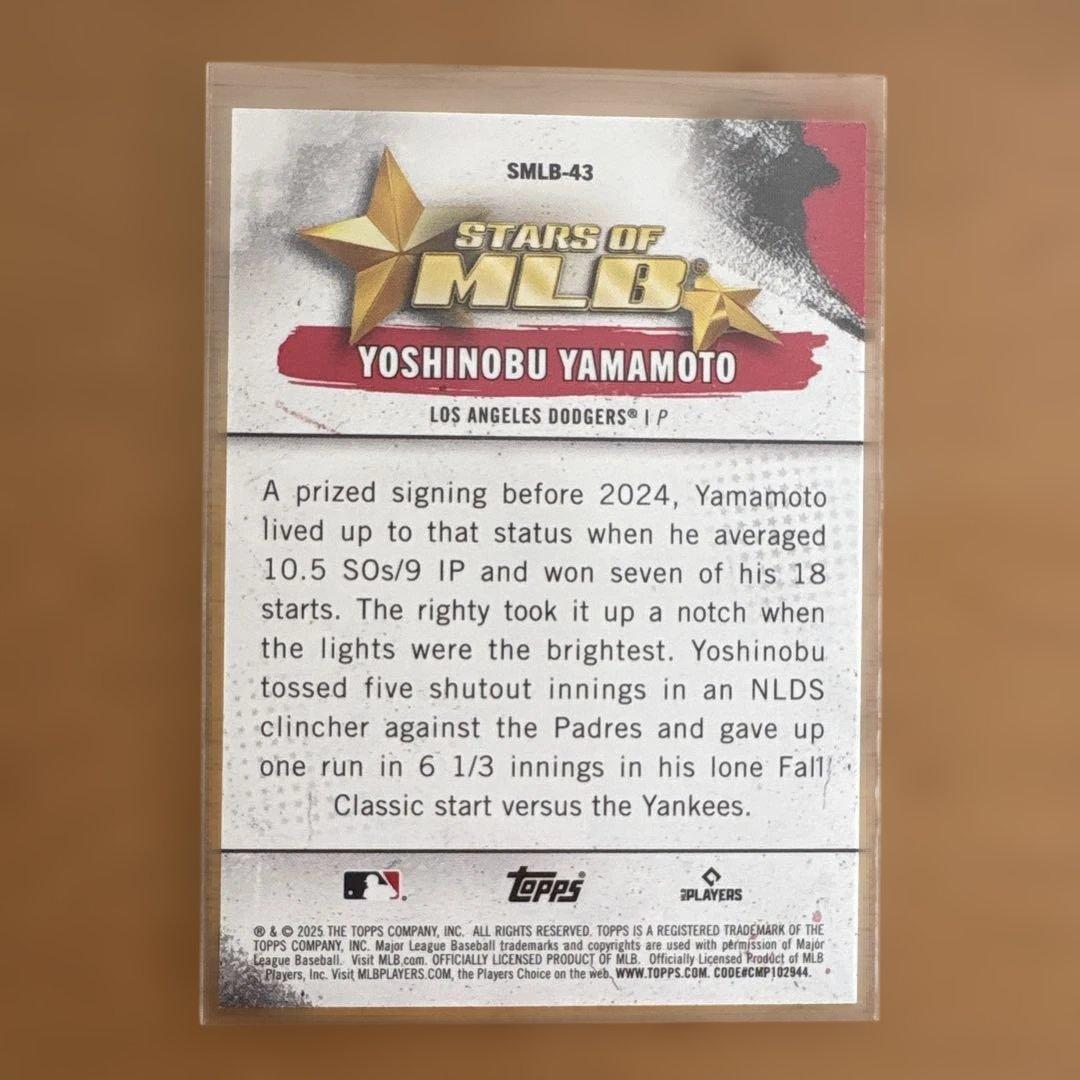 SMLB-43
STARS OF
MLB®
YOSHINOBU YAMAMOTO
LOS ANGELES DODGERS® | P
A prized signing before 2024, Yamamoto
lived up to that status when he averaged
10.5 SOs/9 IP and won seven of his 18
starts. The righty took it up a notch when
the lights were the brightest. Yoshinobu
tossed five shutout innings in an NLDS
clincher against the Padres and gave up
one run in 6 1/3 innings in his lone Fall
Classic start versus the Yankees.
topps®
MLB PLAYERS
® & © 2025 THE TOPPS COMPANY, INC. ALL RIGHTS RESERVED. TOPPS IS A REGISTERED TRADEMARK OF THE
TOPPS COMPANY, INC. Major League Baseball trademarks and copyrights are used with permission of Major
League Baseball. Visit MLB.com. OFFICIALLY LICENSED PRODUCT OF MLB. Officially Licensed Product of MLB
Players, Inc. Visit MLBPLAYERS.COM, the Players Choice on the web. WWW.TOPPS.COM. CODE#CMP102944.